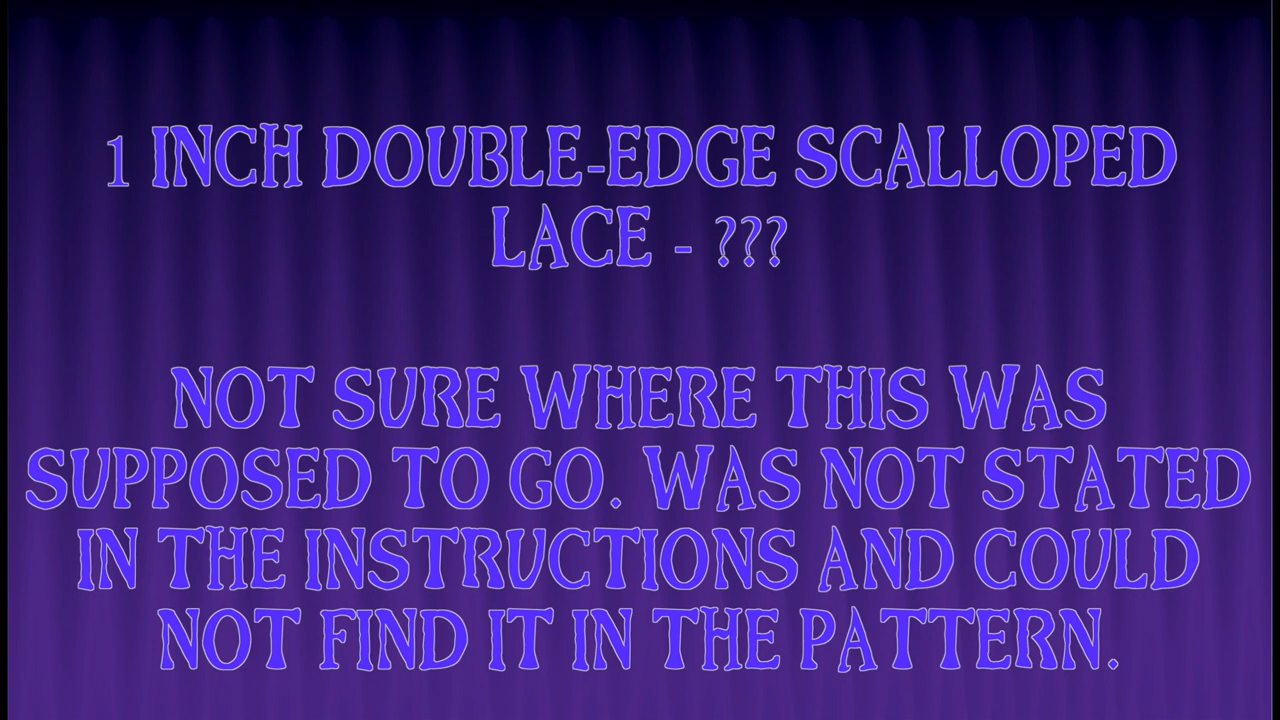 1 INCH DOUBLE-EDGE SCALLOPED
LACE - ???
NOT SURE WHERE THIS WAS
SUPPOSED TO GO. WAS NOT STATED
IN THE INSTRUCTIONS AND COULD
NOT FIND IT IN THE PATTERN.